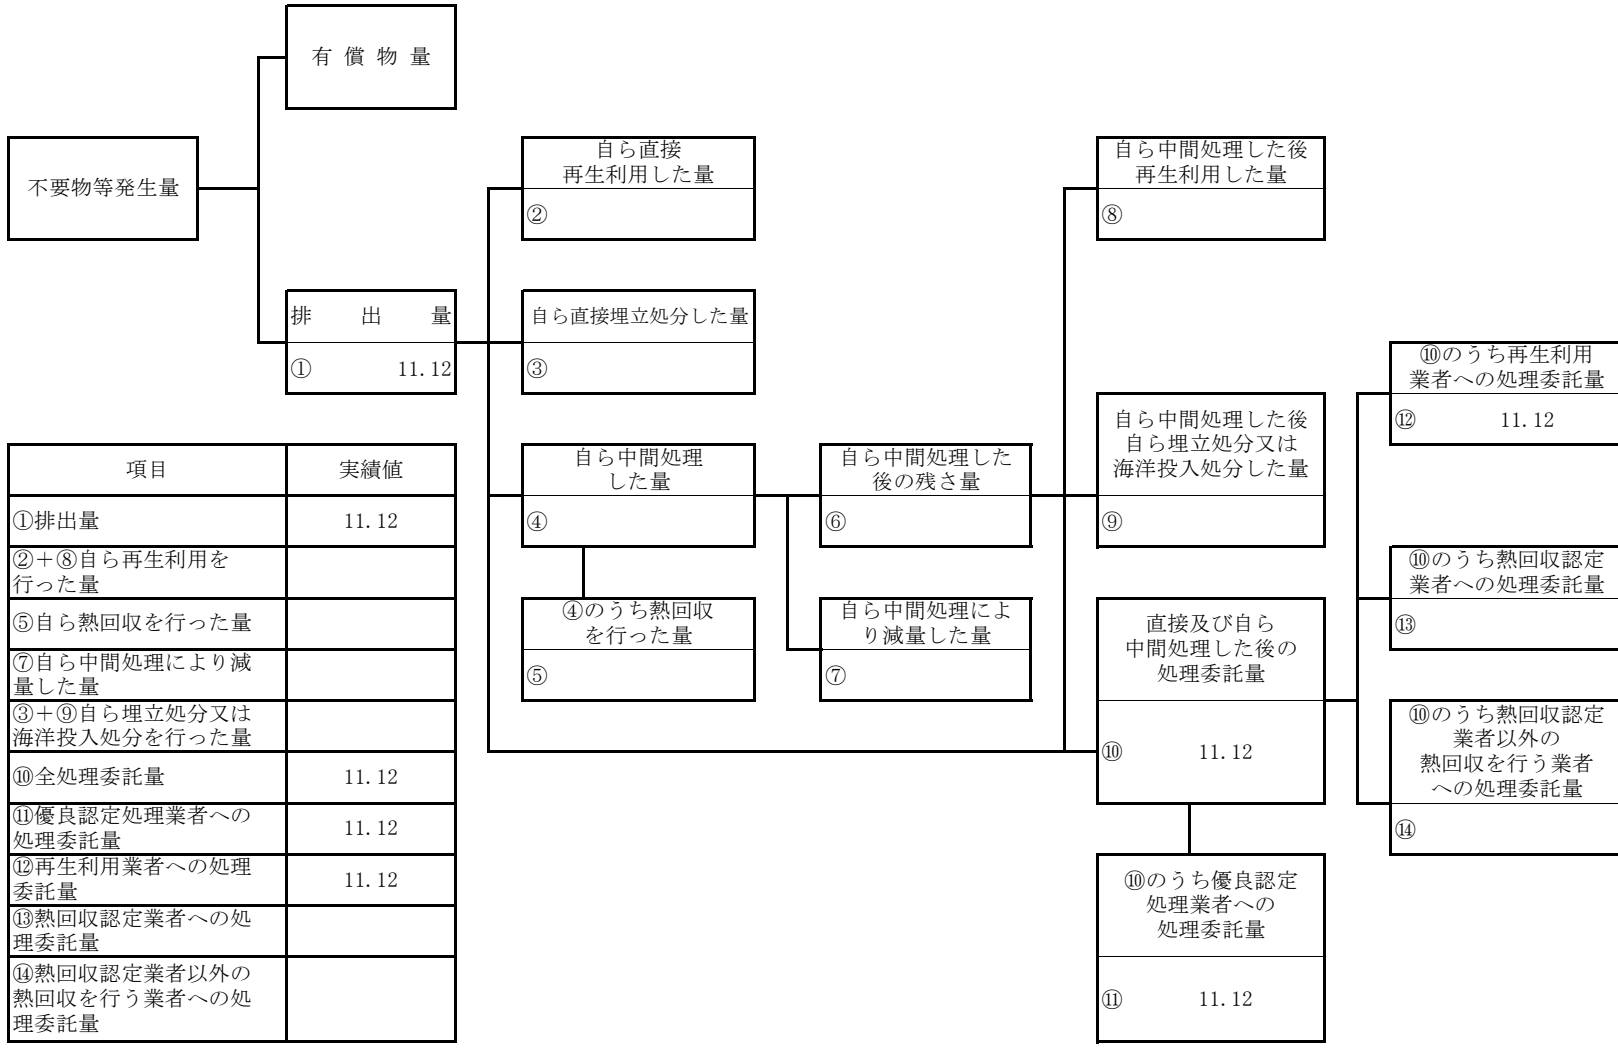 有償物量
不要物等発生量
自ら直接
再生利用した量
②
自ら中間処理した後
再生利用した量
⑧
排出量
① 11.12
自ら直接埋立処分した量
③
⑩のうち再生利用
業者への処理委託量
⑫ 11.12
自ら中間処理
した量
④
自ら中間処理した
後の残さ量
⑥
自ら中間処理した後
自ら埋立処分又は
海洋投入処分した量
⑨
④のうち熱回収
を行った量
⑤
自ら中間処理によ
り減量した量
⑦
直接及び自ら
中間処理した後の
処理委託量
⑩ 11.12
⑩のうち熱回収認定
業者への処理委託量
⑬
⑩のうち熱回収認定
業者以外の
熱回収を行う業者
への処理委託量
⑭
⑩のうち優良認定
処理業者への
処理委託量
⑪ 11.12
項目 実績値
①排出量 11.12
②＋⑧自ら再生利用を
行った量
⑤自ら熱回収を行った量
⑦自ら中間処理により減
量した量
③＋⑨自ら埋立処分又は
海洋投入処分を行った量
⑩全処理委託量 11.12
⑪優良認定処理業者への
処理委託量 11.12
⑫再生利用業者への処理
委託量 11.12
⑬熱回収認定業者への処
理委託量
⑭熱回収認定業者以外の
熱回収を行う業者への処
理委託量